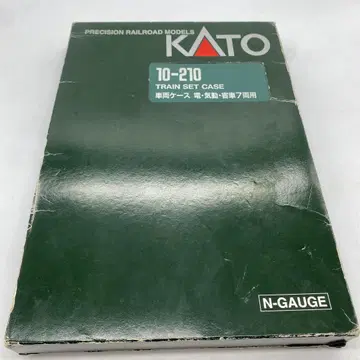 PRECISION RAILROAD MODELS
KATO
10-210
TRAIN SET CASE
車両ケース 電・気動・客車7両用
N-GAUGE